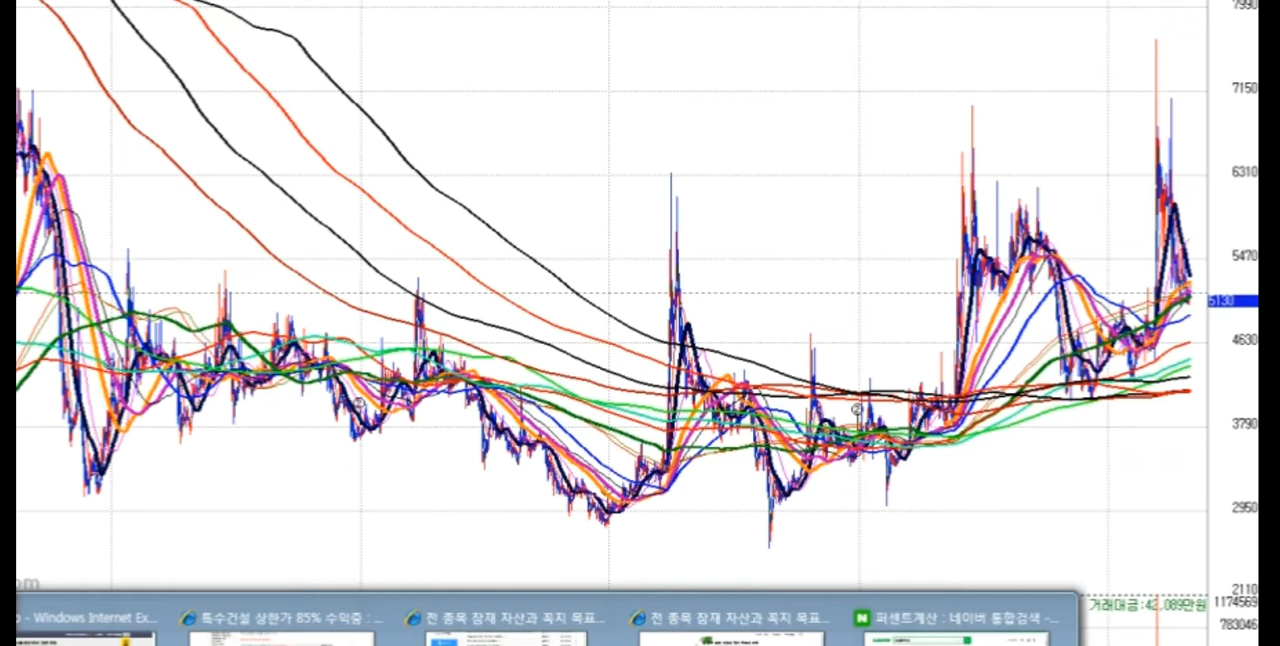 7990
7150
6310
5470
5130
4630
3790
2950
2110
②
om
거래대금:42,089만원
1174569
783046
- Windows Internet Ex...
특수건설 상한가 85% 수익중 : ...
전 종목 잠재 자산과 꼭지 목표...
전 종목 잠재 자산과 꼭지 목표...
N 퍼센트계산 : 네이버 통합검색 -...